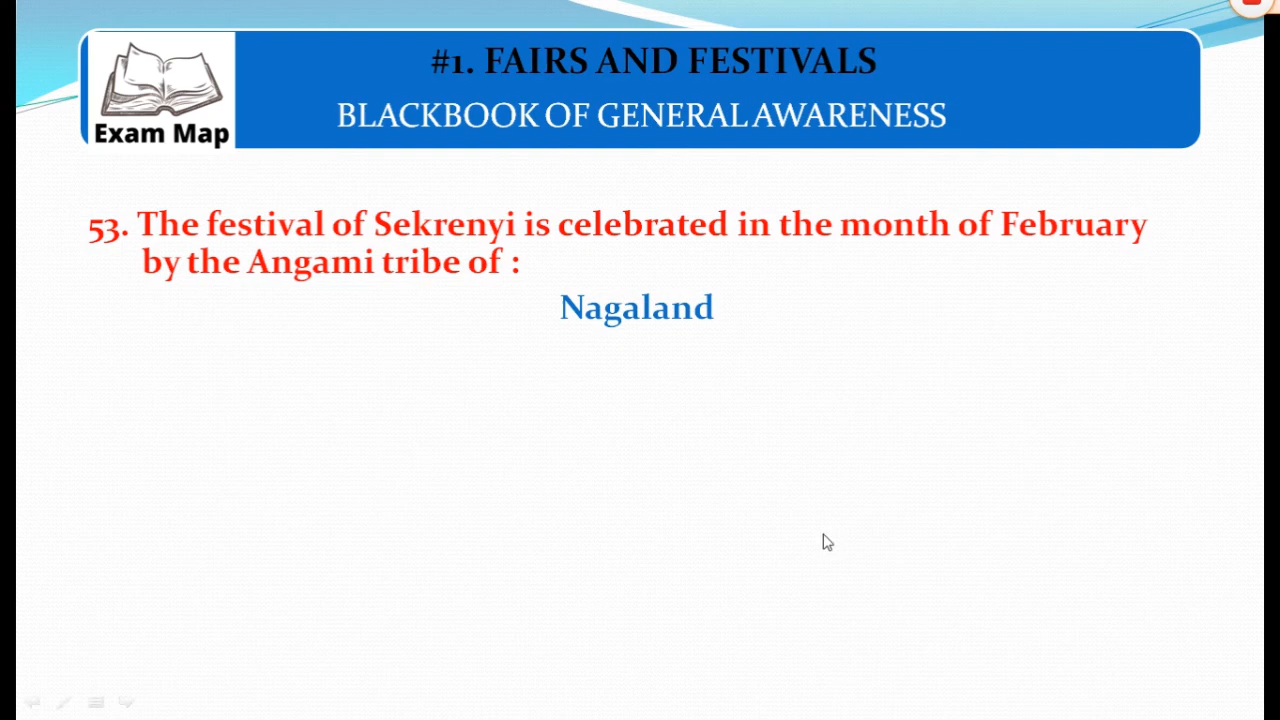 #1. FAIRS AND FESTIVALS
BLACKBOOK OF GENERAL AWARENESS
Exam Map
53. The festival of Sekrenyi is celebrated in the month of February
by the Angami tribe of :
Nagaland